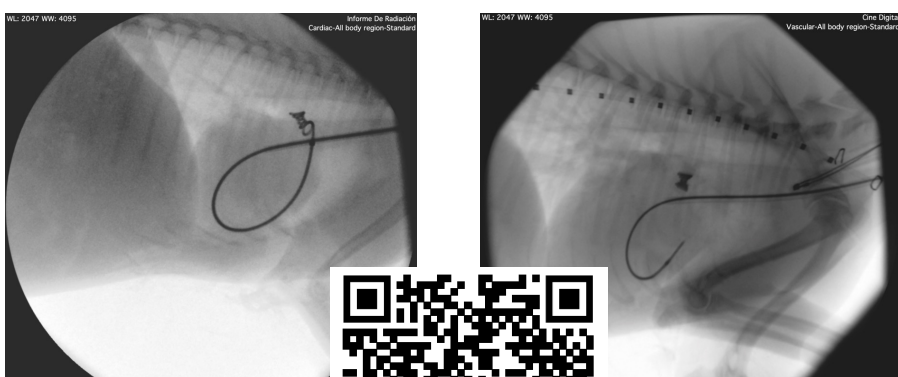 WL: 2047 WW: 4095
Informe De Radiación
Cardiac-All body region-Standard
WL: 2047 WW: 4095
Cine Digital
Vascular-All body region-Standard